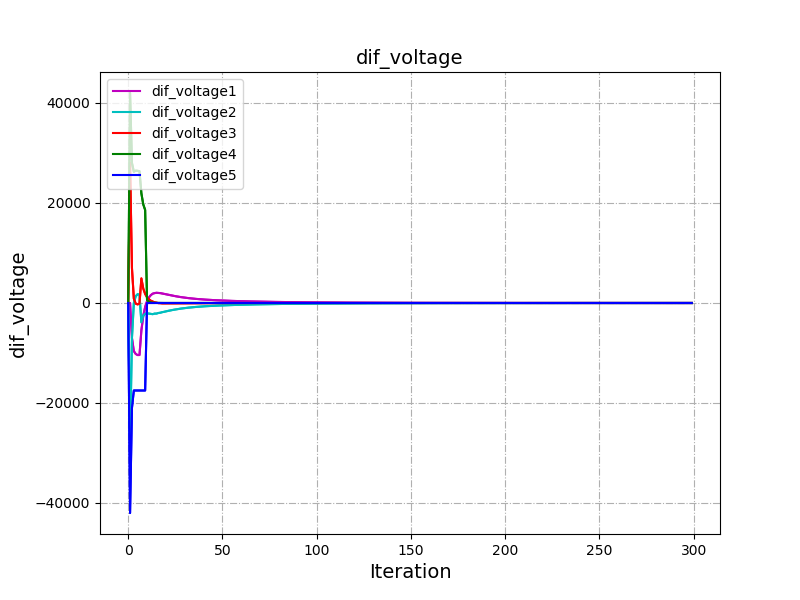 dif_voltage
dif_voltage1
dif_voltage2
dif_voltage3
dif_voltage4
dif_voltage5
dif_voltage
40000
20000
0
−20000
−40000
0 50 100 150 200 250 300
Iteration